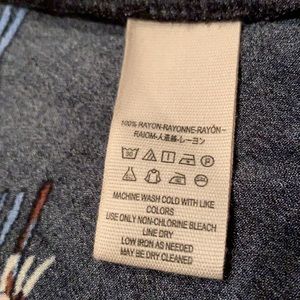 100% RAYON-RAYONNE-RAYÓN-
RAIOM-人造絲-レーヨン
MACHINE WASH COLD WITH LIKE
COLORS
USE ONLY NON-CHLORINE BLEACH
LINE DRY
LOW IRON AS NEEDED
MAY BE DRY CLEANED